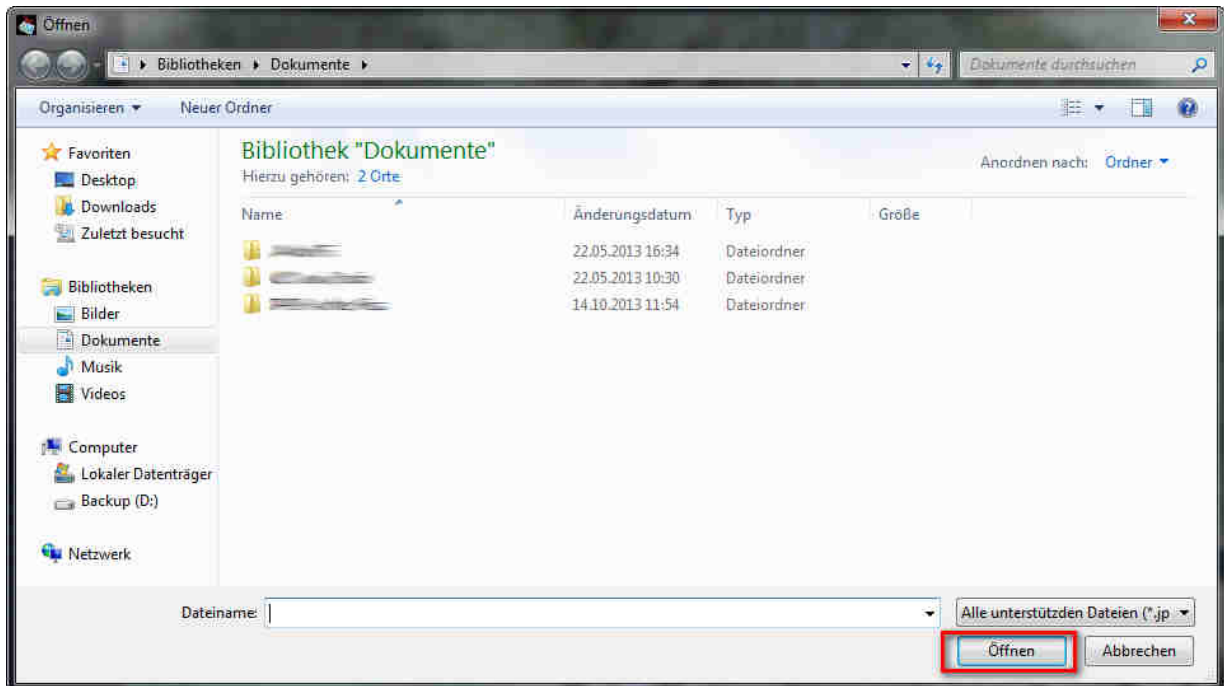 Öffnen
Bibliotheken Dokumente
Dokumente durchsuchen
Organisieren Neuer Ordner
Favoriten
Desktop
Downloads
Zuletzt besucht
Bibliotheken
Bilder
Dokumente
Musik
Videos
Computer
Lokaler Datenträger
Backup (D:)
Netzwerk
Bibliothek "Dokumente"
Hierzu gehören: 2 Orte
Anordnen nach: Ordner
Name Änderungsdatum Typ Größe
22.05.2013 16:34 Dateiordner
22.05.2013 10:30 Dateiordner
14.10.2013 11:54 Dateiordner
Dateiname: Alle unterstützden Dateien (*.jp
Öffnen Abbrechen